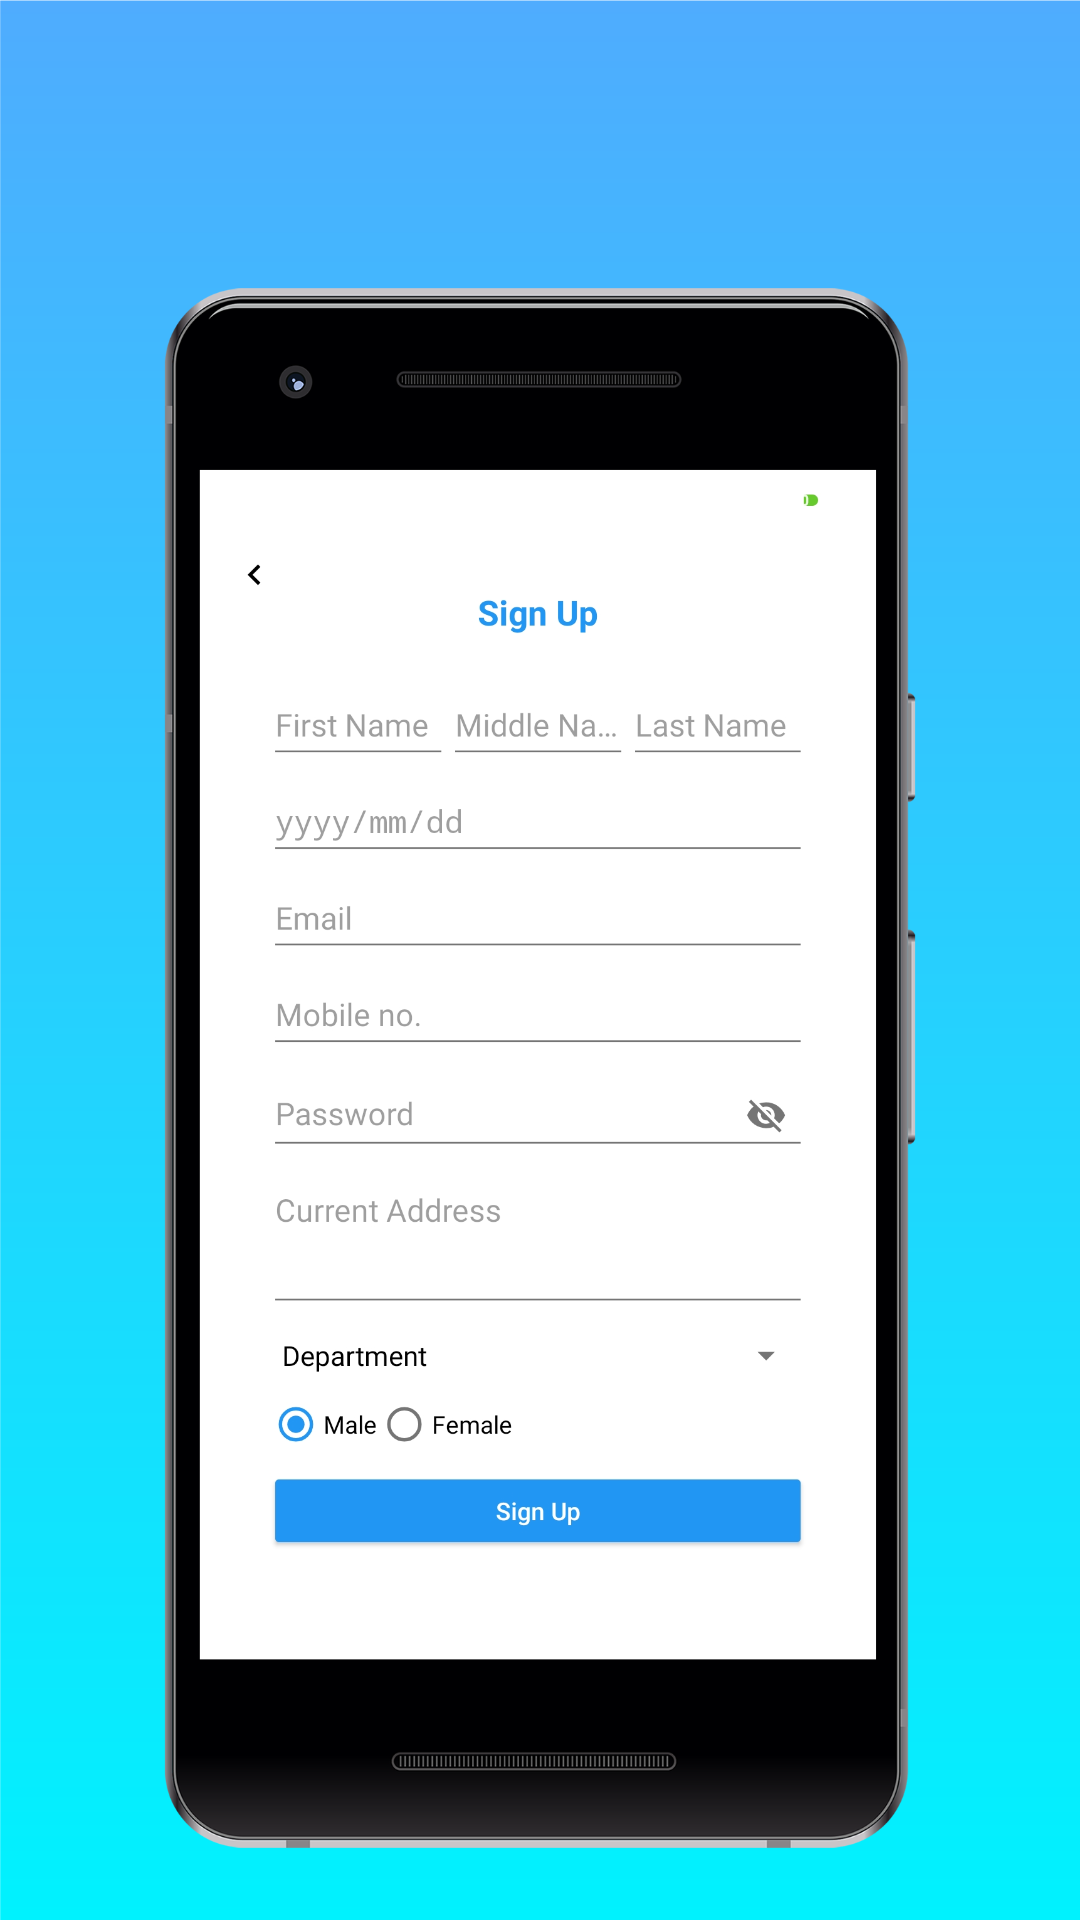 Sign Up
First Name Middle Na... Last Name
yyyy/mm/dd
Email
Mobile no.
Password
Current Address
Department
Male Female
Sign Up